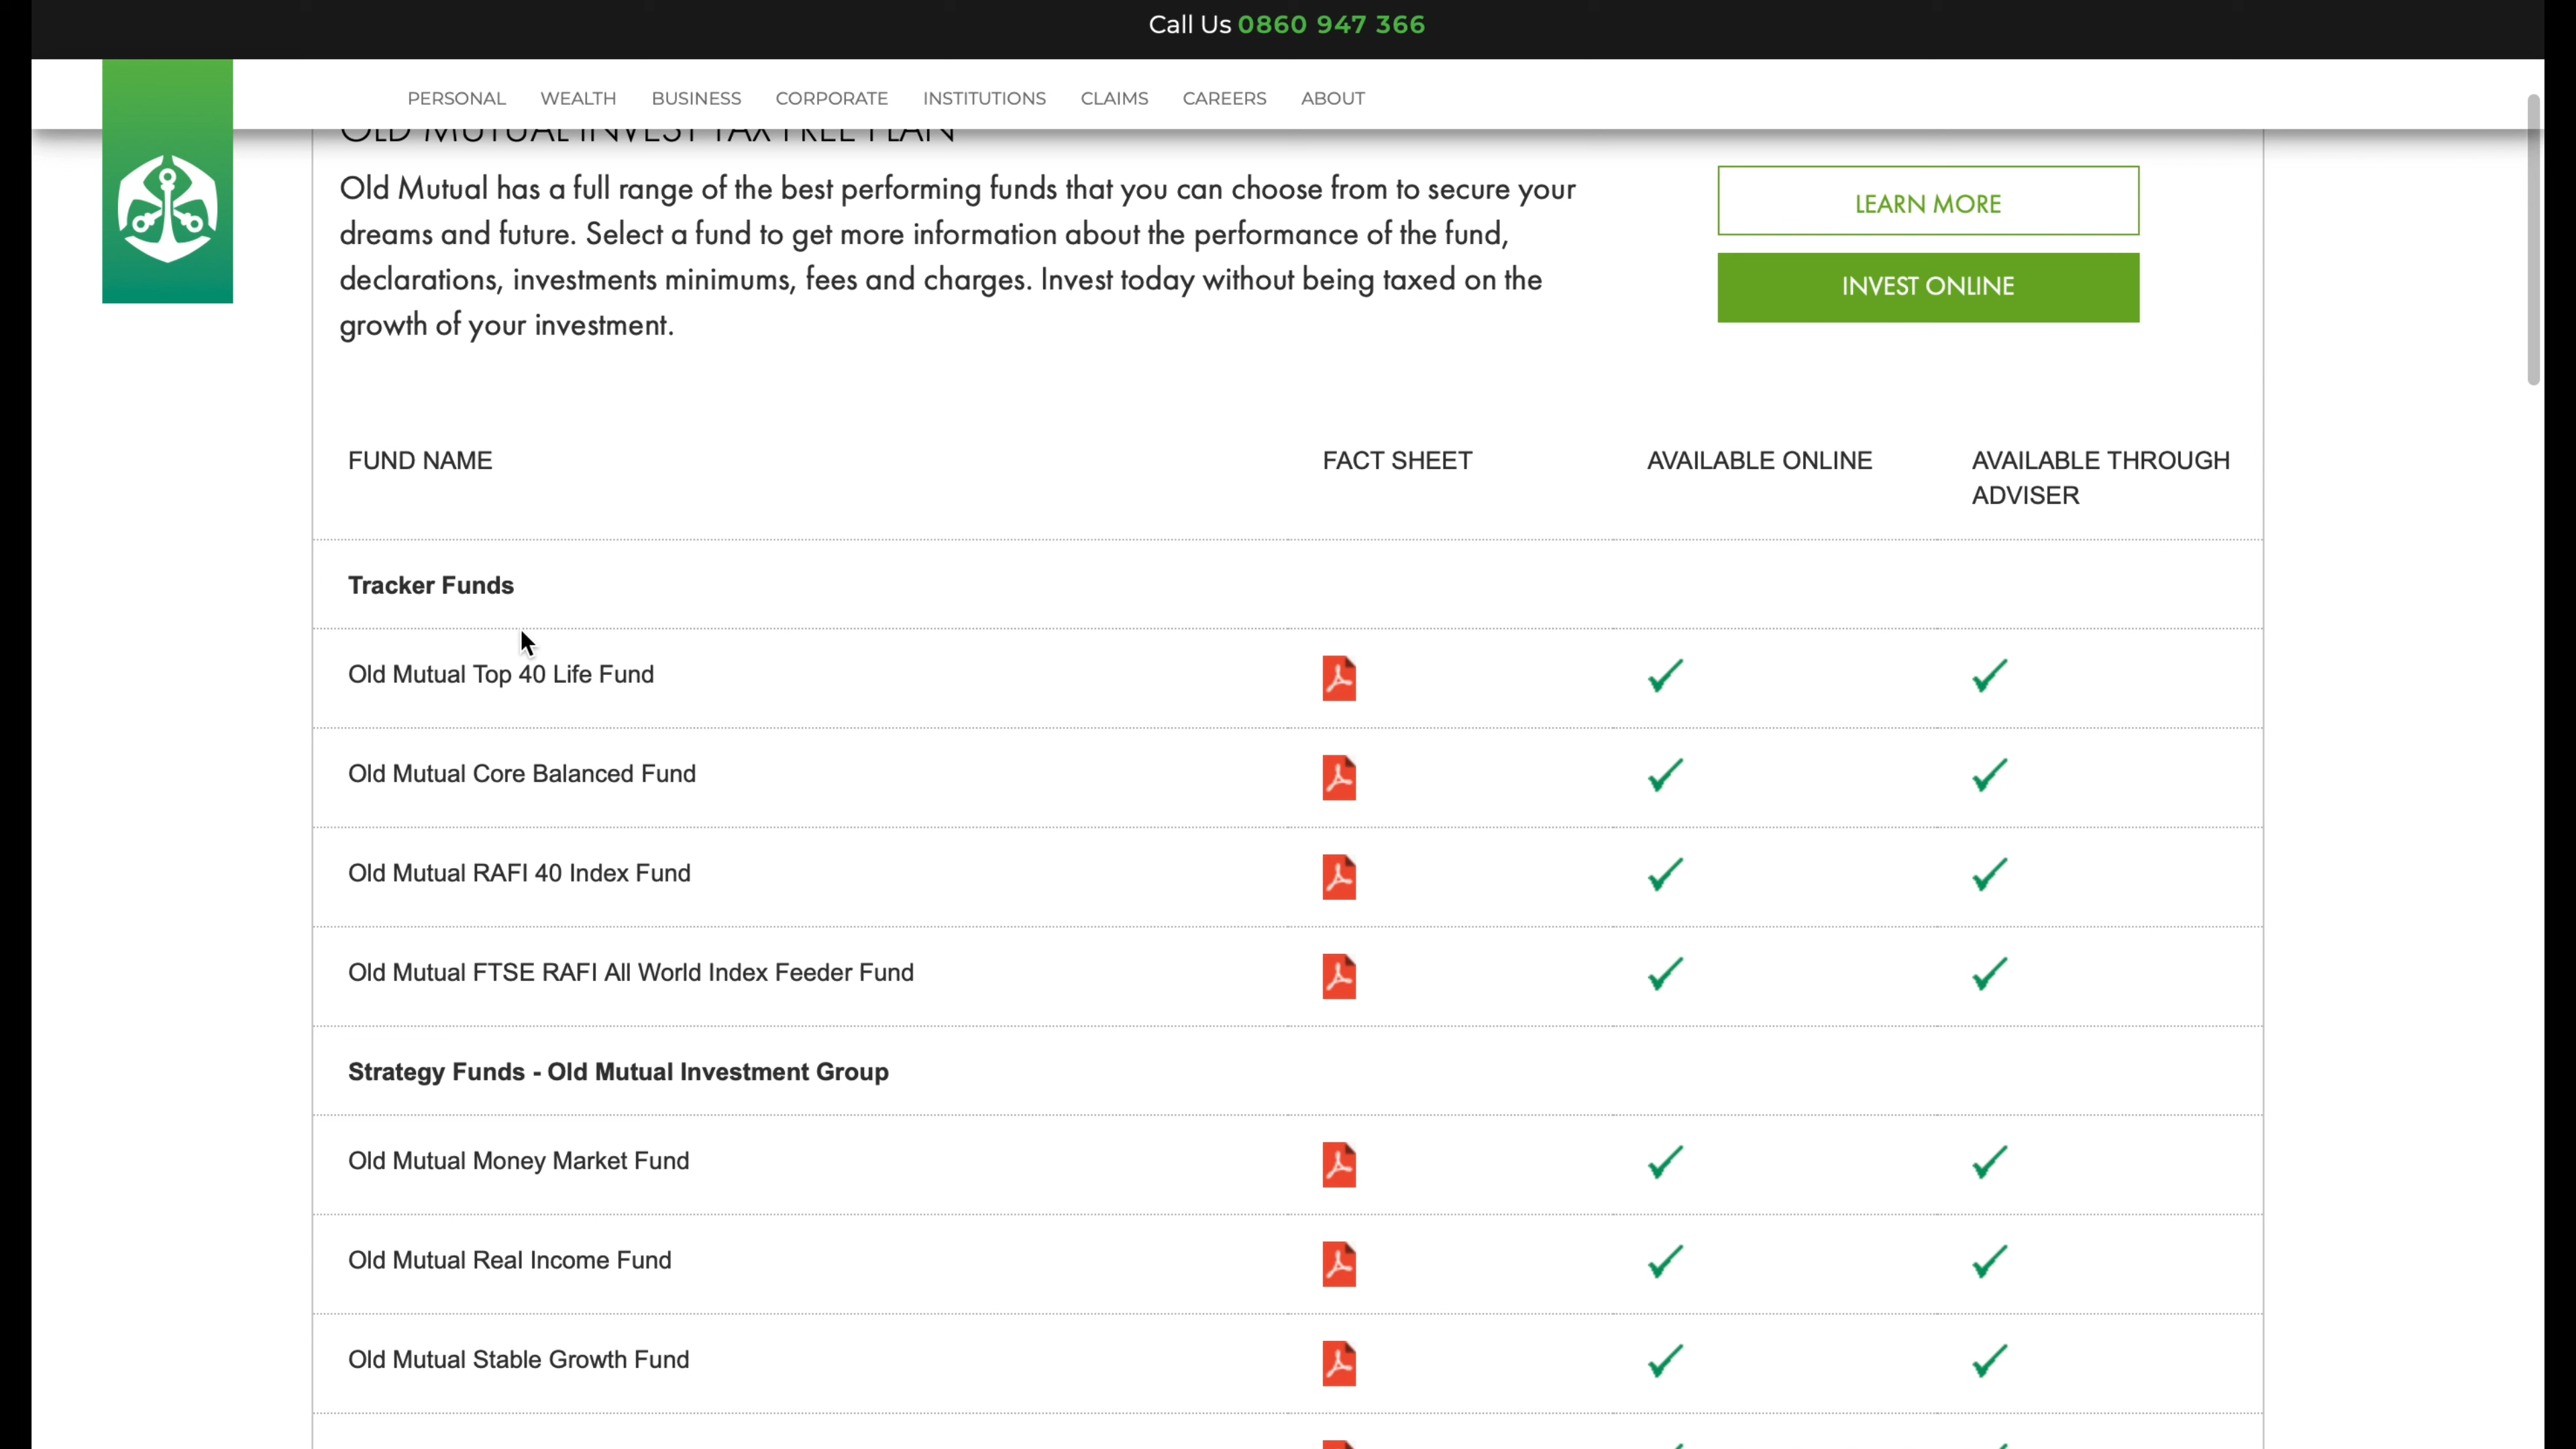 Call Us 0860 947 366
PERSONAL WEALTH BUSINESS CORPORATE INSTITUTIONS CLAIMS CAREERS ABOUT
OLD MUTUAL INVEST TAX FREE PLAN
Old Mutual has a full range of the best performing funds that you can choose from to secure your
dreams and future. Select a fund to get more information about the performance of the fund,
declarations, investments minimums, fees and charges. Invest today without being taxed on the
growth of your investment.
LEARN MORE
INVEST ONLINE
FUND NAME FACT SHEET AVAILABLE ONLINE AVAILABLE THROUGH
ADVISER
Tracker Funds
Old Mutual Top 40 Life Fund
Old Mutual Core Balanced Fund
Old Mutual RAFI 40 Index Fund
Old Mutual FTSE RAFI All World Index Feeder Fund
Strategy Funds - Old Mutual Investment Group
Old Mutual Money Market Fund
Old Mutual Real Income Fund
Old Mutual Stable Growth Fund